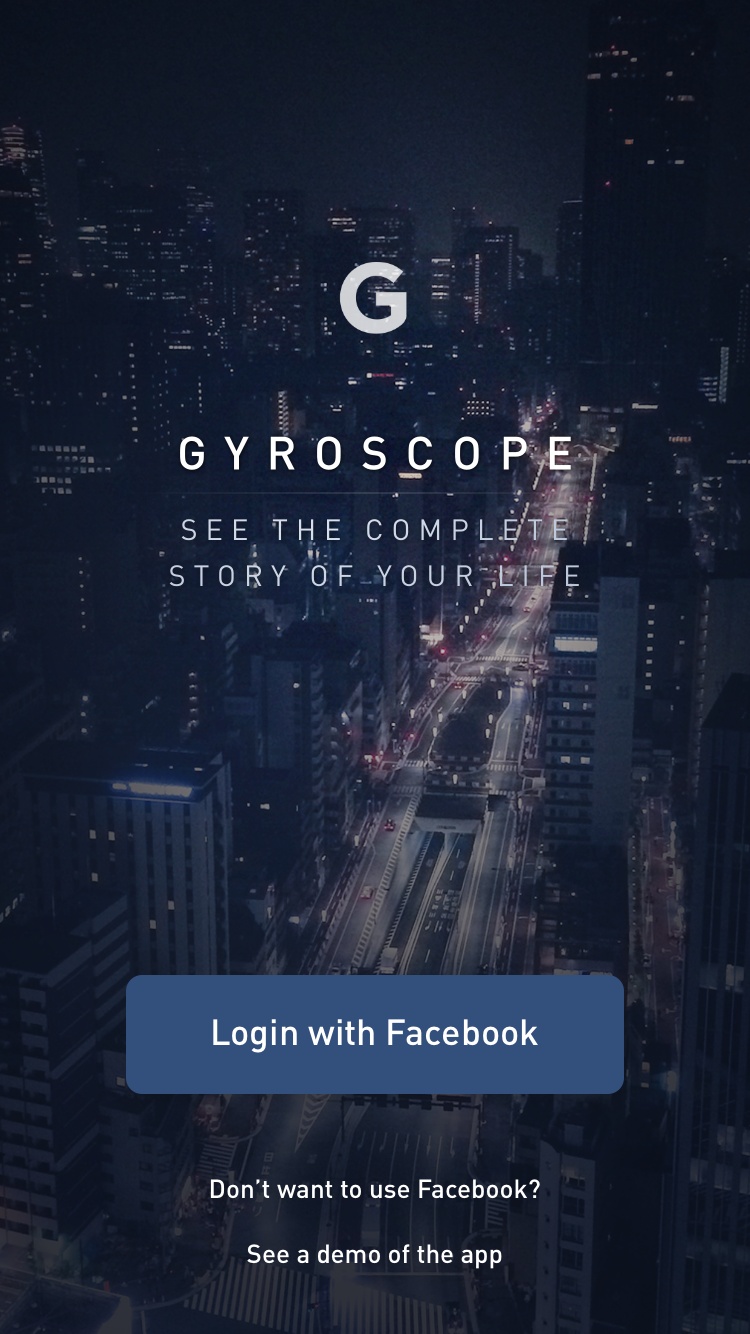 G
GYROSCOPE
SEE THE COMPLETE
STORY OF YOUR LIFE
Login with Facebook
Don’t want to use Facebook?
See a demo of the app